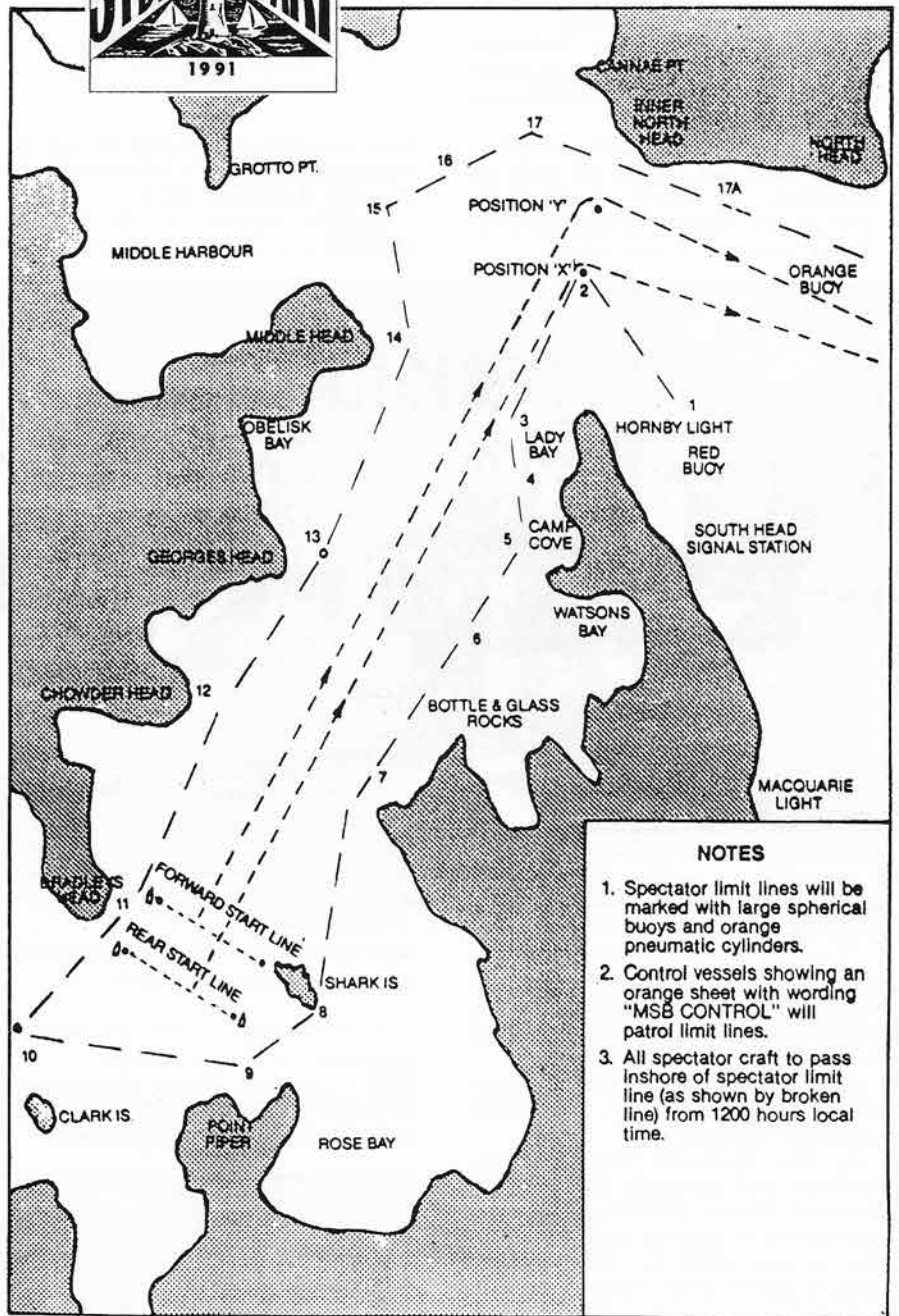 1991
CANNAE PT.
INNER
NORTH
HEAD
NORTH
HEAD
GROTTO PT.
17
16
17A
15
POSITION 'Y'
MIDDLE HARBOUR
POSITION 'X'
ORANGE
BUOY
2
MIDDLE HEAD
14
1
OBELISK
BAY
3
LADY
BAY
HORNBY LIGHT
RED
BUOY
4
13
5
CAMP
COVE
SOUTH HEAD
SIGNAL STATION
GEORGES HEAD
WATSONS
BAY
6
CHOWDER HEAD
12
BOTTLE & GLASS
ROCKS
7
MACQUARIE
LIGHT
BRADLEYS
HEAD
11
FORWARD START LINE
REAR START LINE
SHARK IS
8
10
9
CLARK IS.
POINT
PIPER
ROSE BAY
NOTES
1. Spectator limit lines will be
marked with large spherical
buoys and orange
pneumatic cylinders.
2. Control vessels showing an
orange sheet with wording
"MSB CONTROL" will
patrol limit lines.
3. All spectator craft to pass
inshore of spectator limit
line (as shown by broken
line) from 1200 hours local
time.